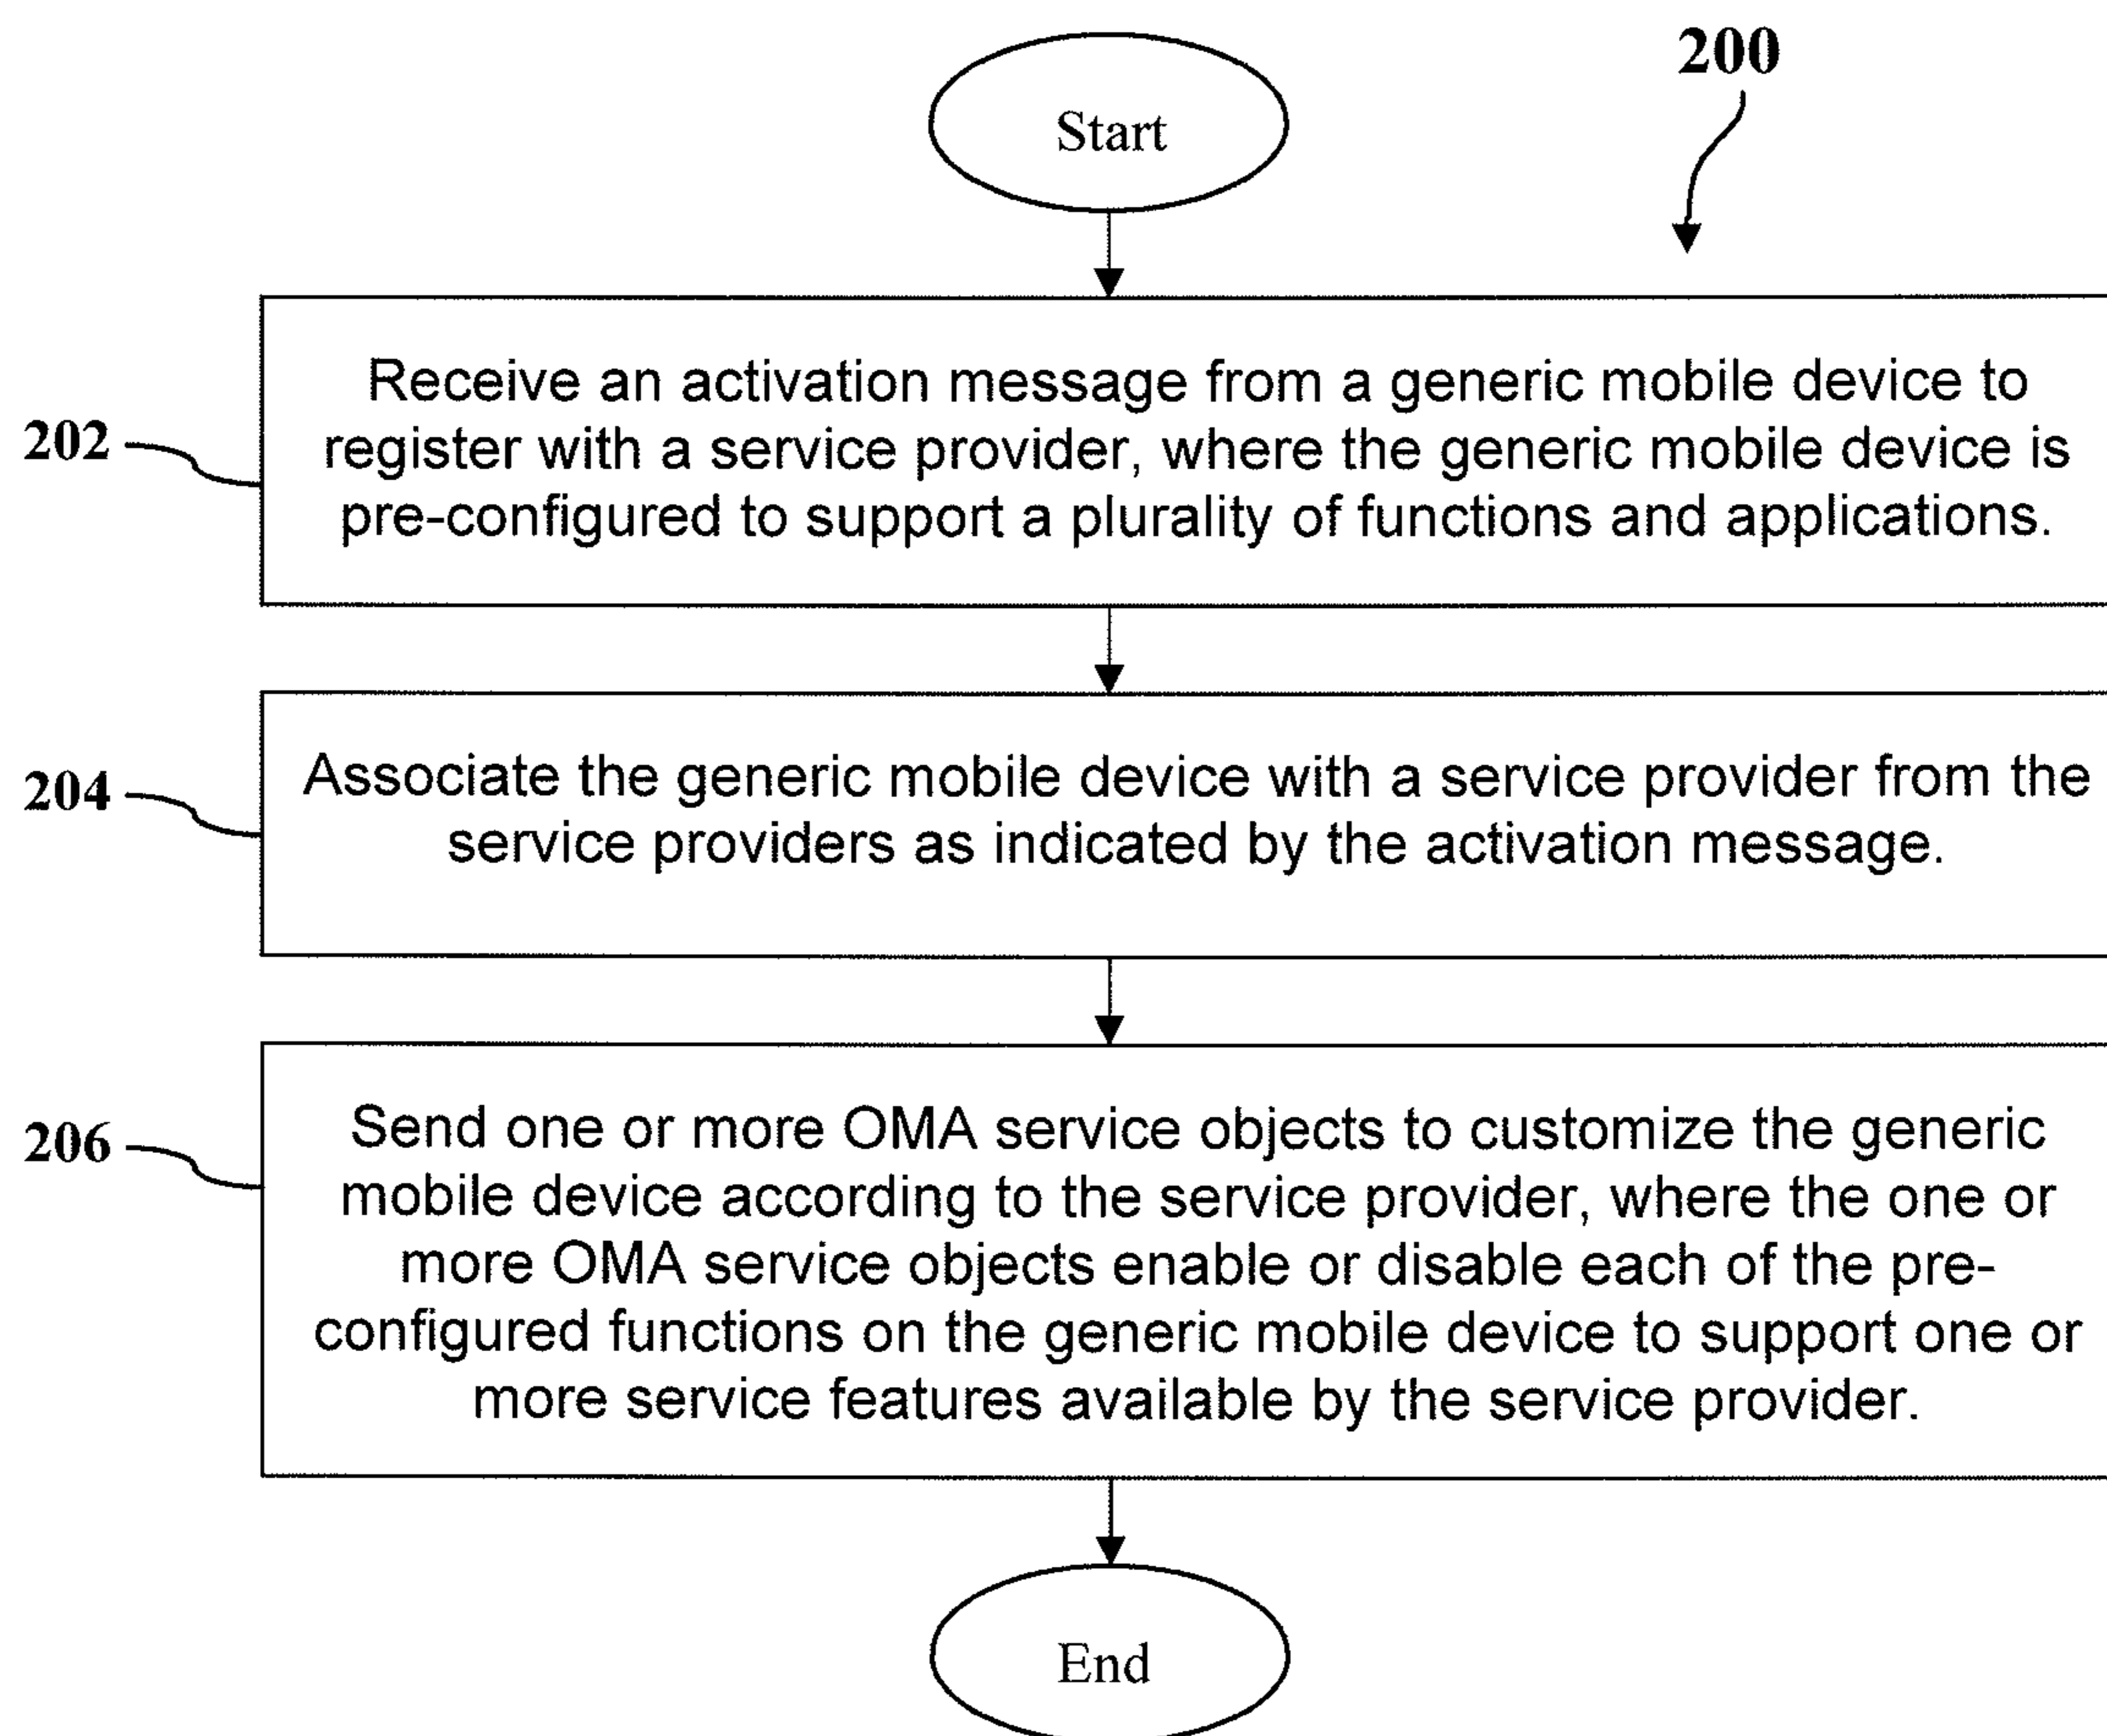 Start
200
202
Receive an activation message from a generic mobile device to
register with a service provider, where the generic mobile device is
pre-configured to support a plurality of functions and applications.
204
Associate the generic mobile device with a service provider from the
service providers as indicated by the activation message.
206
Send one or more OMA service objects to customize the generic
mobile device according to the service provider, where the one or
more OMA service objects enable or disable each of the pre-
configured functions on the generic mobile device to support one or
more service features available by the service provider.
End